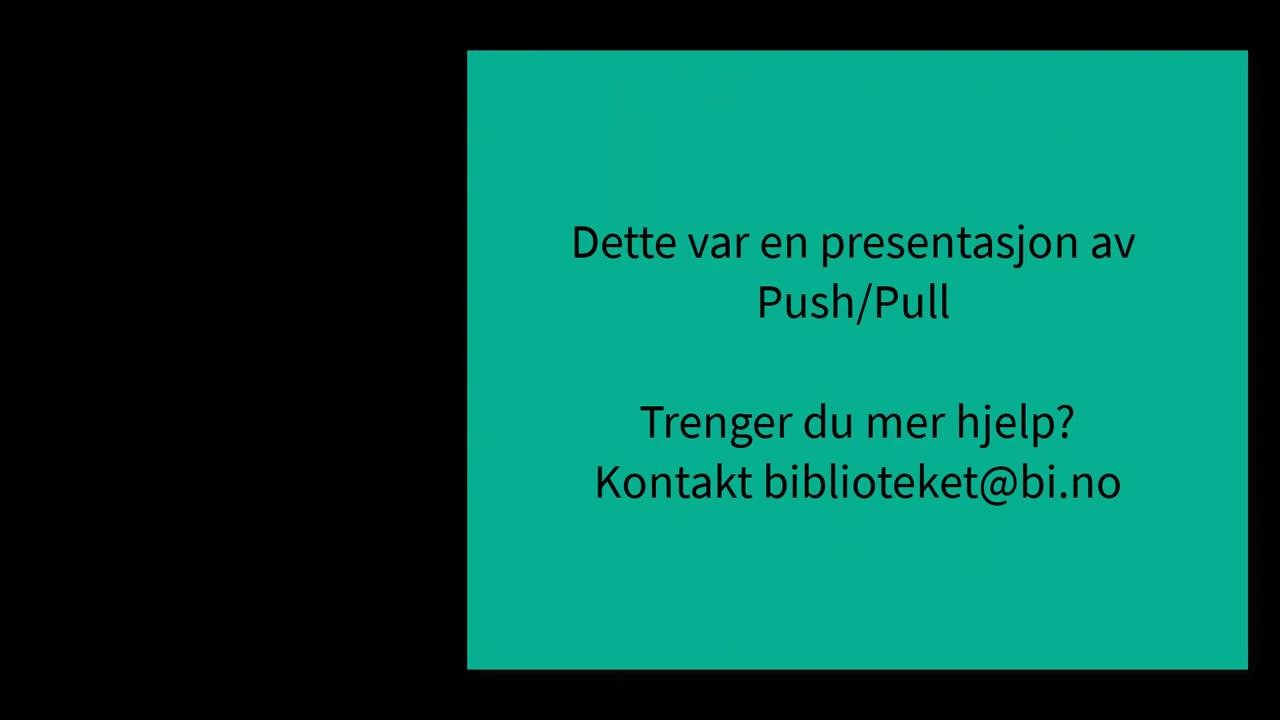 Dette var en presentasjon av
Push/Pull
Trenger du mer hjelp?
Kontakt biblioteket@bi.no